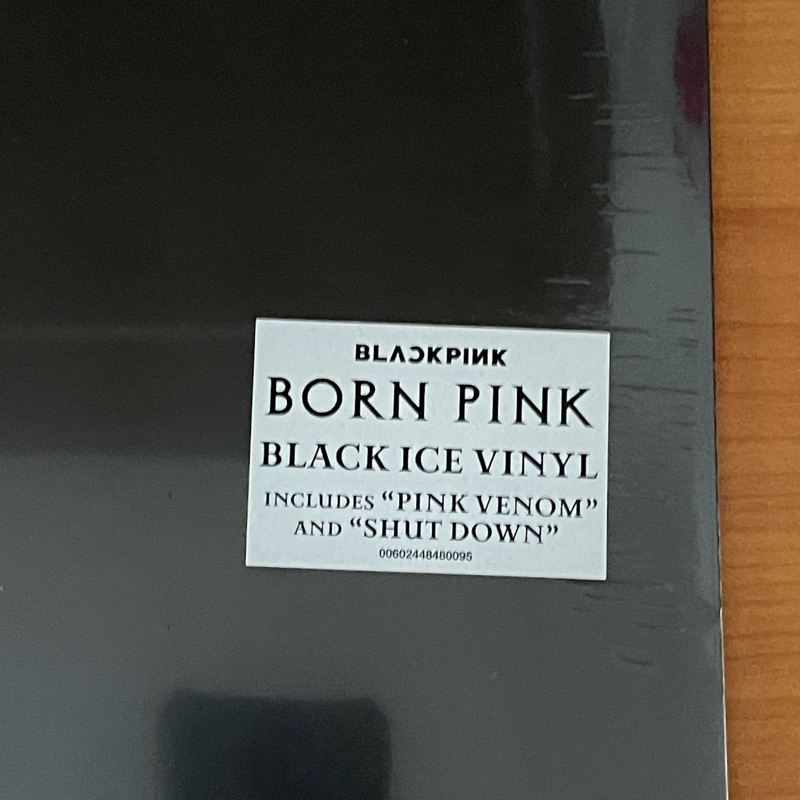 BLACKPINK
BORN PINK
BLACK ICE VINYL
INCLUDES “PINK VENOM”
AND “SHUT DOWN”
00602448480095